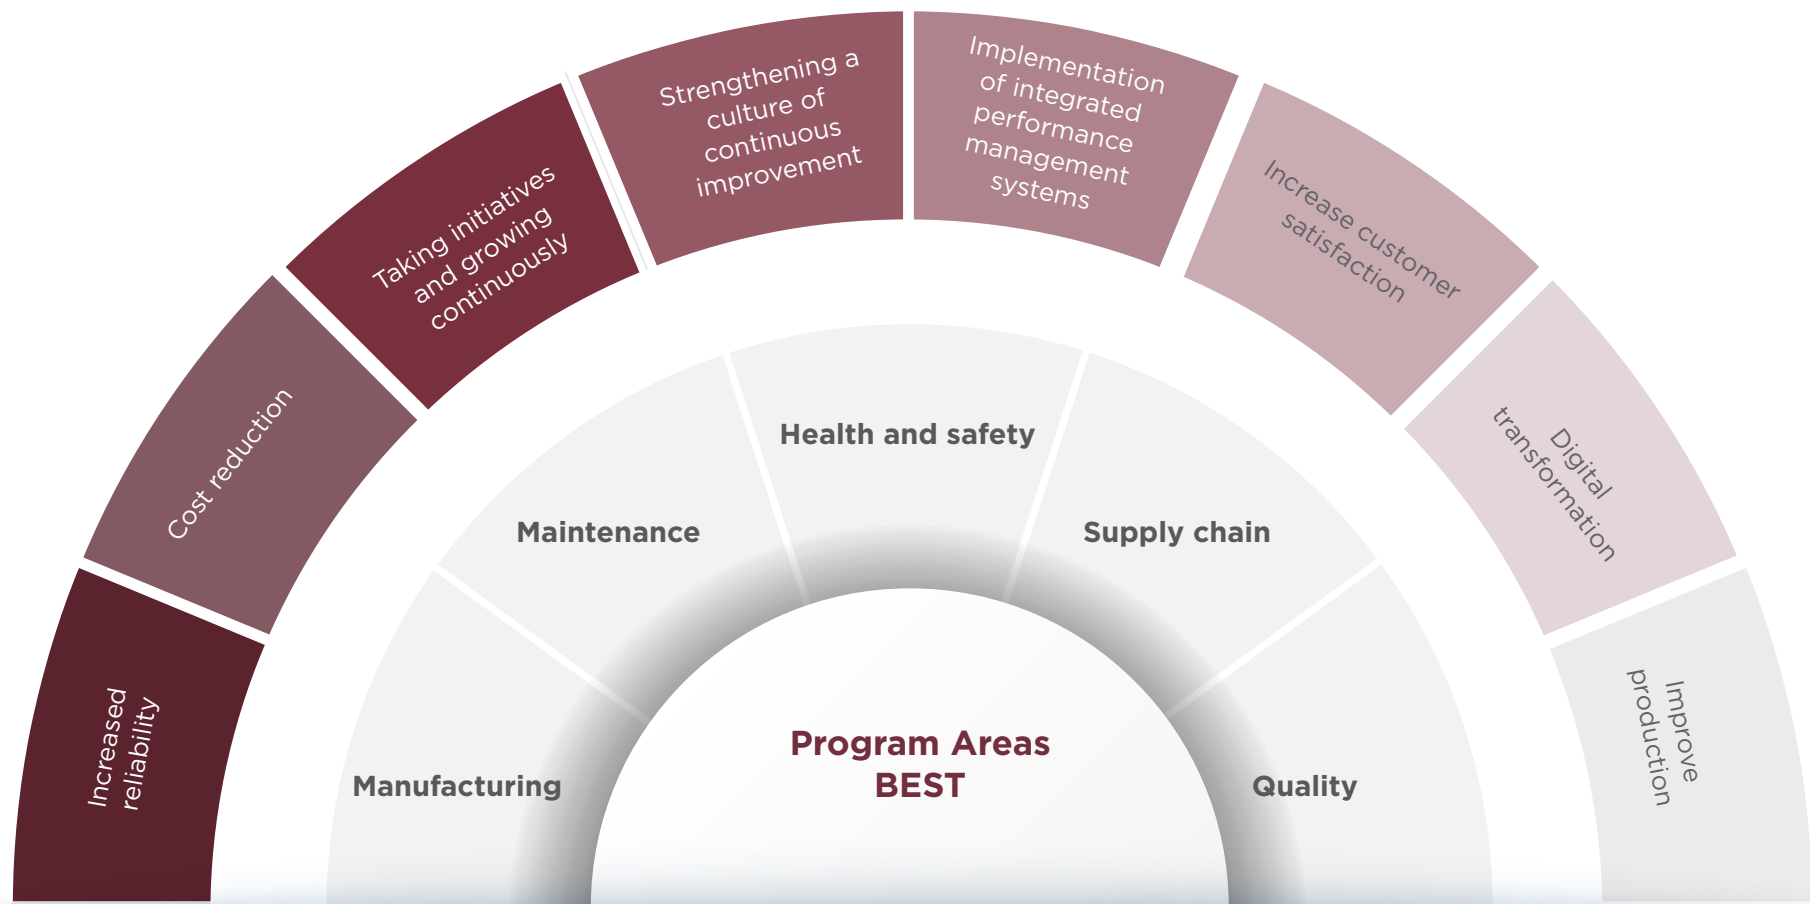 Increased
reliability
Cost reduction
Taking initiatives
and growing
continuously
Strengthening a
culture of
continuous
improvement
Implementation
of integrated
performance
management
systems
Increase customer
satisfaction
Digital
transformation
Improve
production
Manufacturing
Maintenance
Health and safety
Supply chain
Quality
Program Areas
BEST